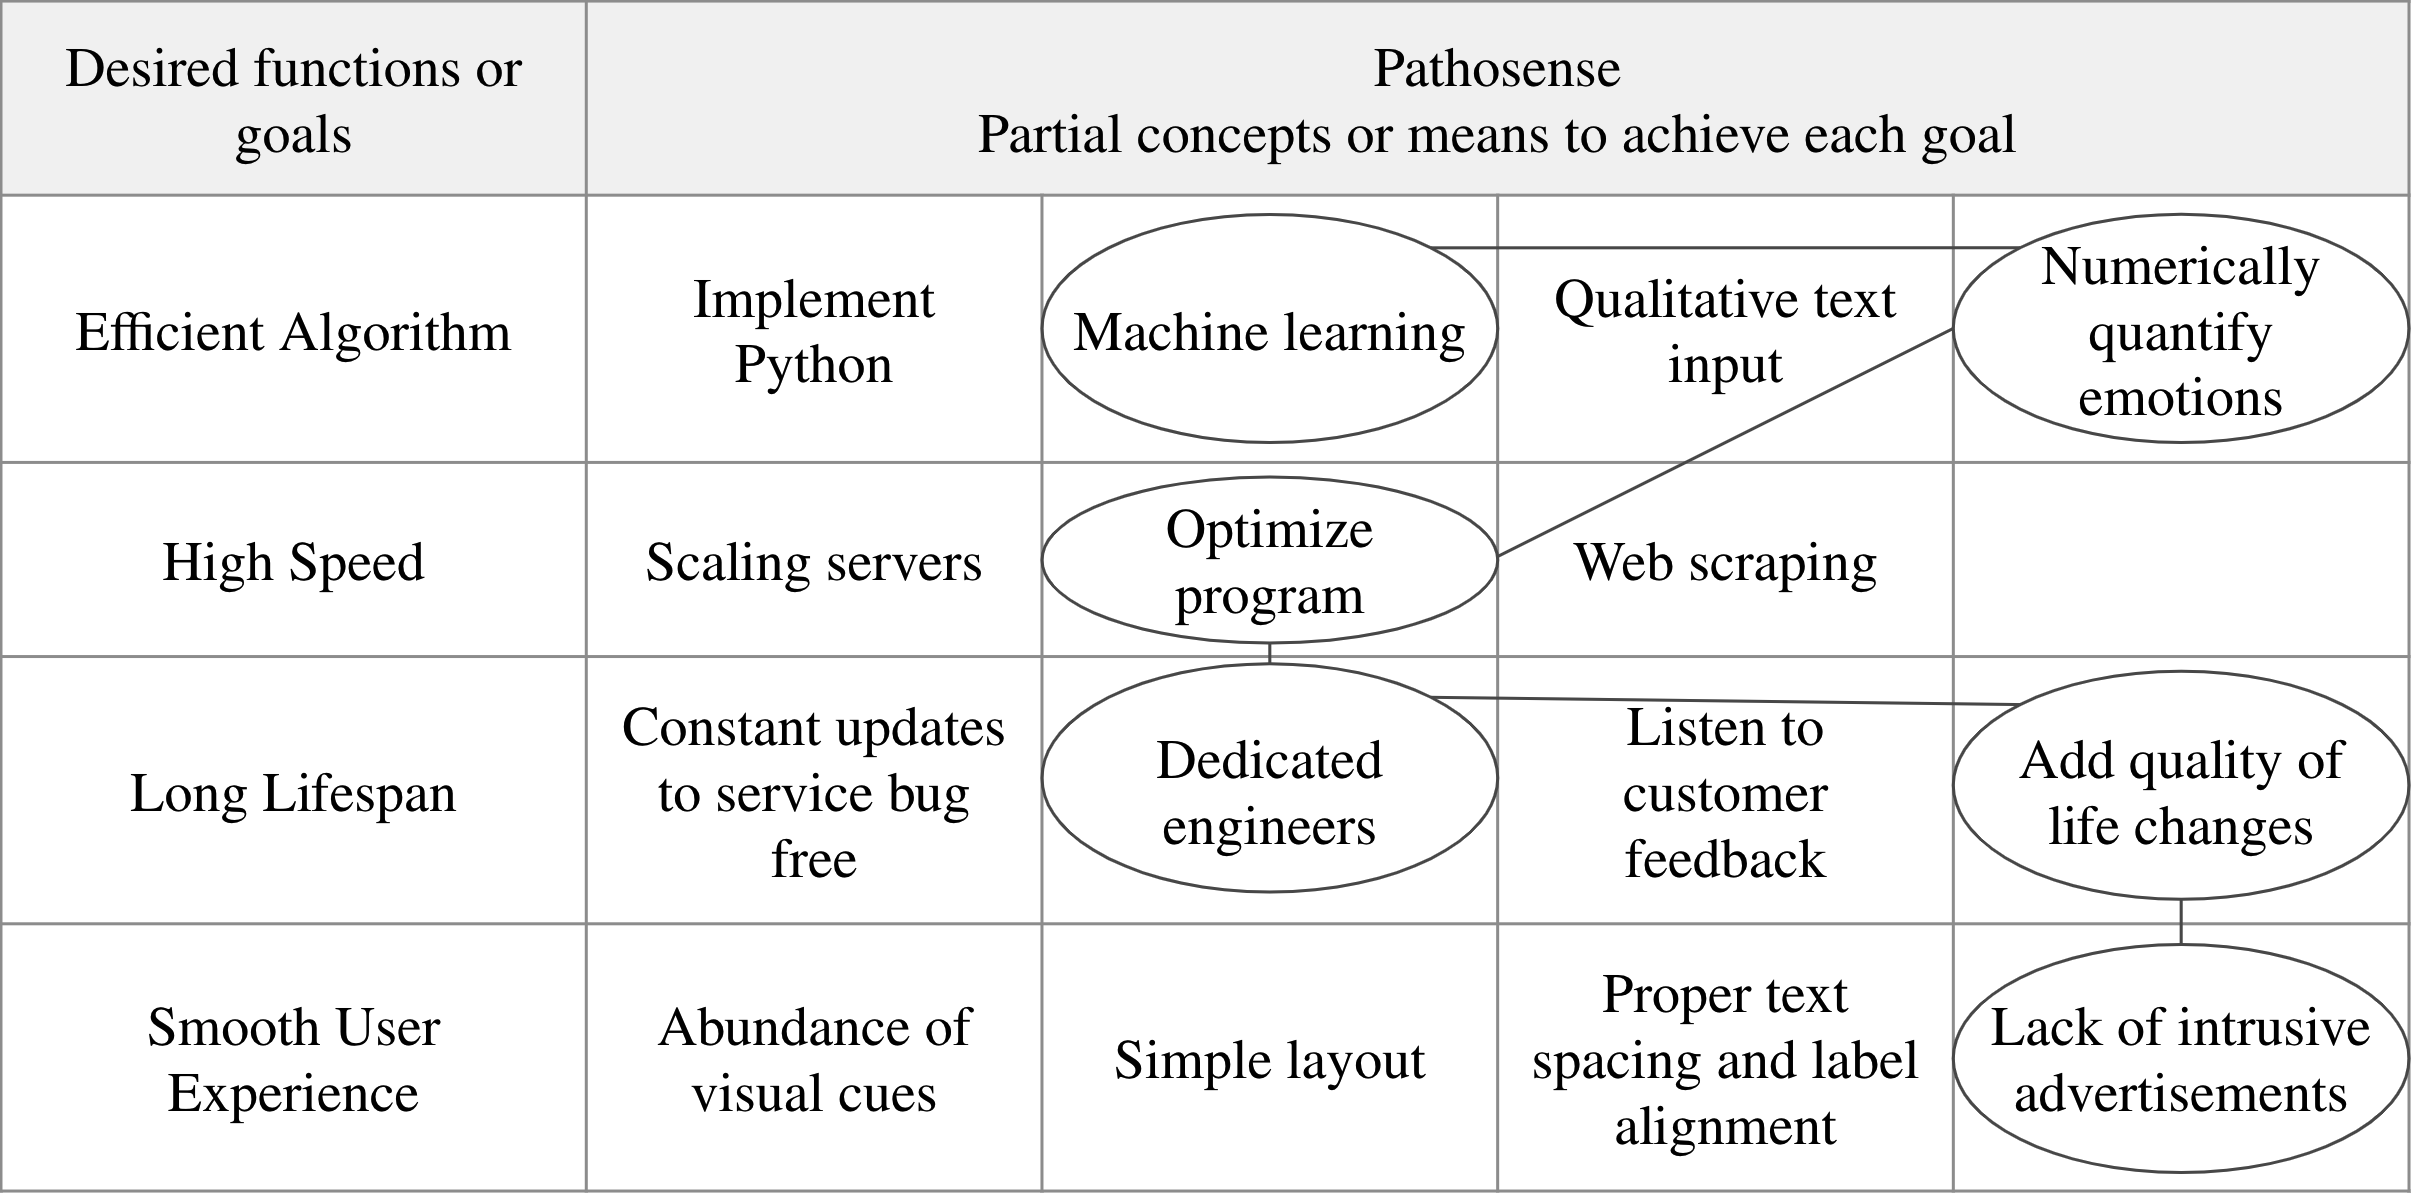 Desired functions or
goals
Pathosense
Partial concepts or means to achieve each goal
Efficient Algorithm
Implement
Python
Machine learning
Qualitative text
input
Numerically
quantify
emotions
High Speed
Scaling servers
Optimize
program
Web scraping
Long Lifespan
Constant updates
to service bug
free
Dedicated
engineers
Listen to
customer
feedback
Add quality of
life changes
Smooth User
Experience
Abundance of
visual cues
Simple layout
Proper text
spacing and label
alignment
Lack of intrusive
advertisements